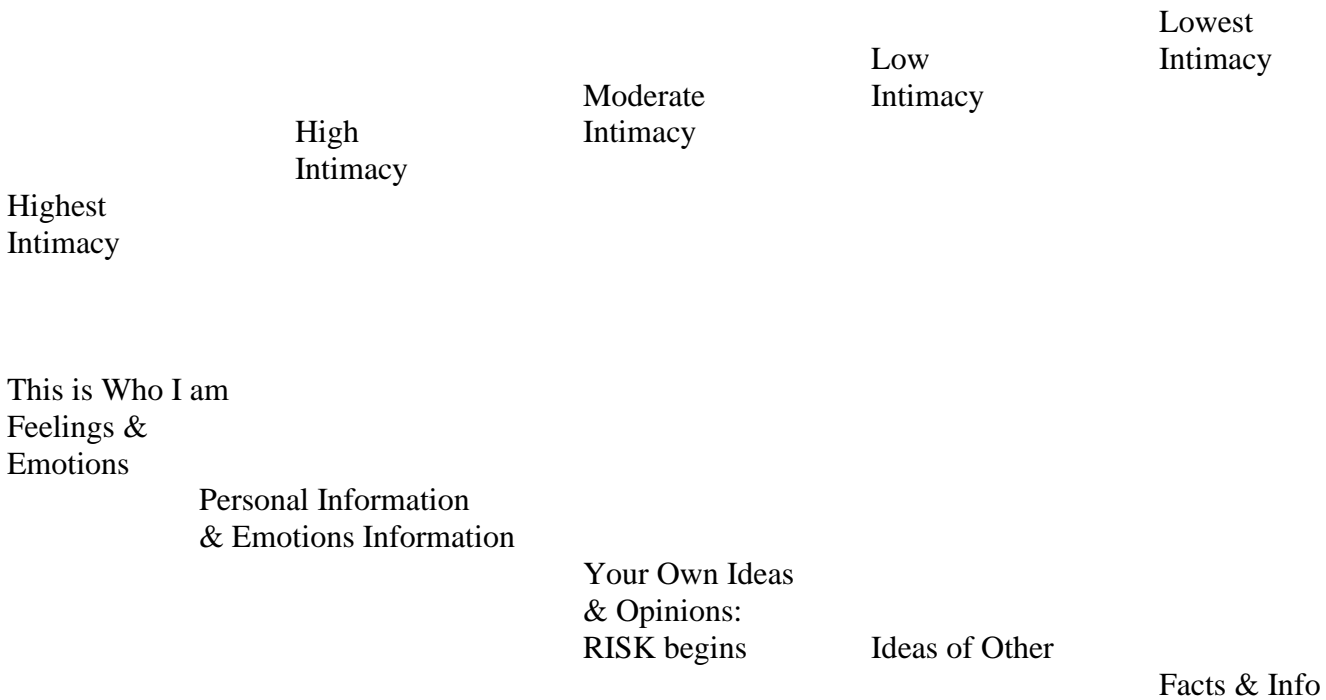 Lowest
Low Intimacy
Moderate Intimacy
High Intimacy
Intimacy
Highest
Intimacy
This is Who I am
Feelings &
Emotions
Personal Information
& Emotions Information
Your Own Ideas
& Opinions:
RISK begins Ideas of Other
Facts & Info